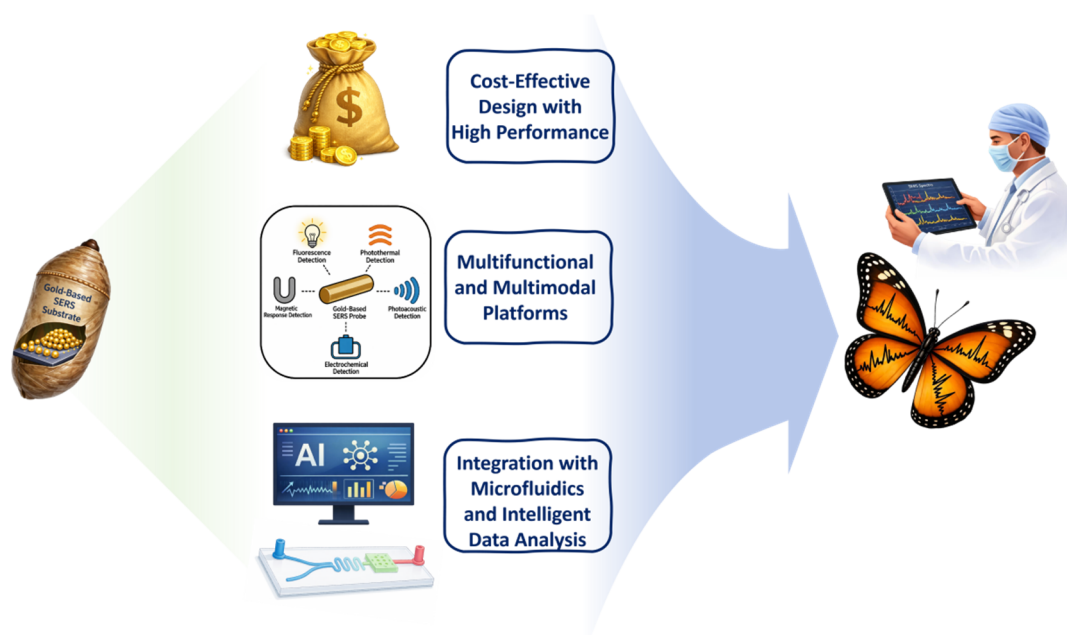 Gold-Based
SERS
Substrate
$
Cost-Effective
Design with
High Performance
Fluorescence
Detection
Photothermal
Detection
Magnetic
Response Detection
Gold-Based
SERS Probe
Photoacoustic
Detection
Electrochemical
Detection
Multifunctional
and Multimodal
Platforms
AI
Integration with
Microfluidics
and Intelligent
Data Analysis
SERS Spectra